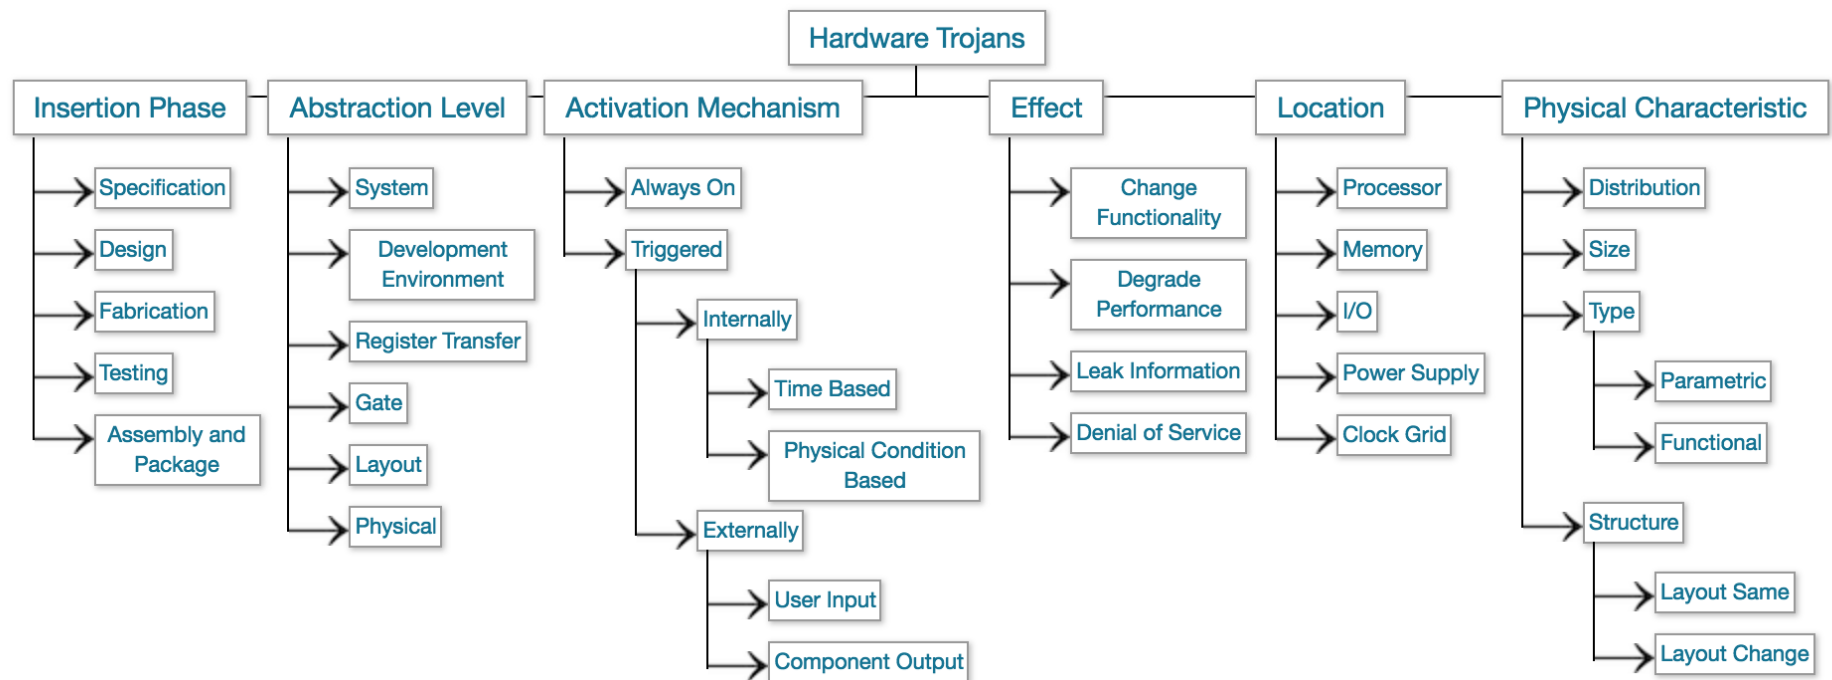 Hardware Trojans
Insertion Phase
Specification
Design
Fabrication
Testing
Assembly and
Package
Abstraction Level
System
Development
Environment
Register Transfer
Gate
Layout
Physical
Activation Mechanism
Always On
Triggered
Internally
Time Based
Physical Condition
Based
Externally
User Input
Component Output
Effect
Change
Functionality
Degrade
Performance
Leak Information
Denial of Service
Location
Processor
Memory
I/O
Power Supply
Clock Grid
Physical Characteristic
Distribution
Size
Type
Parametric
Functional
Structure
Layout Same
Layout Change